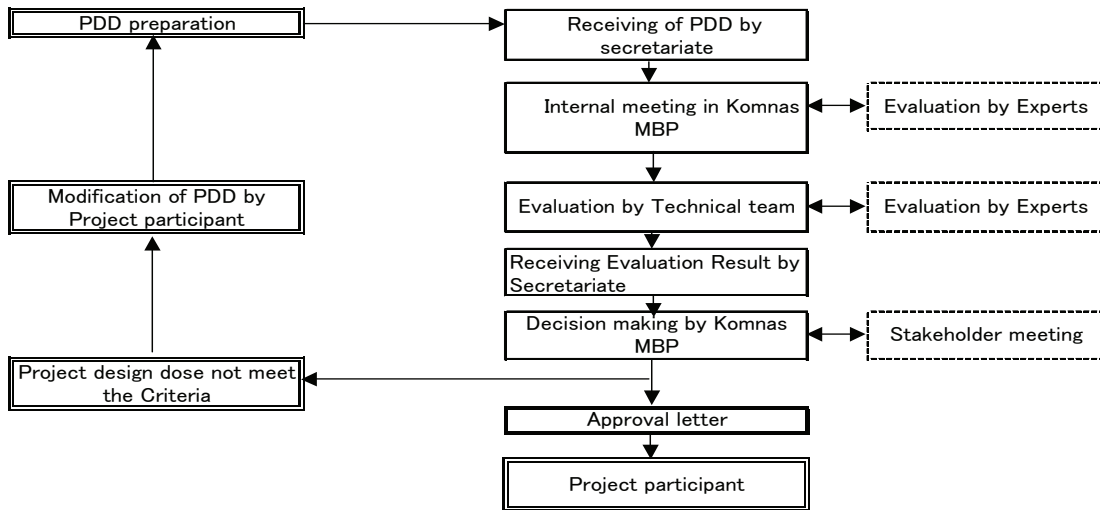 PDD preparation
Receiving of PDD by
secretariate
Internal meeting in Komnas
MBP
Evaluation by Experts
Modification of PDD by
Project participant
Evaluation by Technical team
Evaluation by Experts
Receiving Evaluation Result by
Secretariate
Decision making by Komnas
MBP
Stakeholder meeting
Project design dose not meet
the Criteria
Approval letter
Project participant